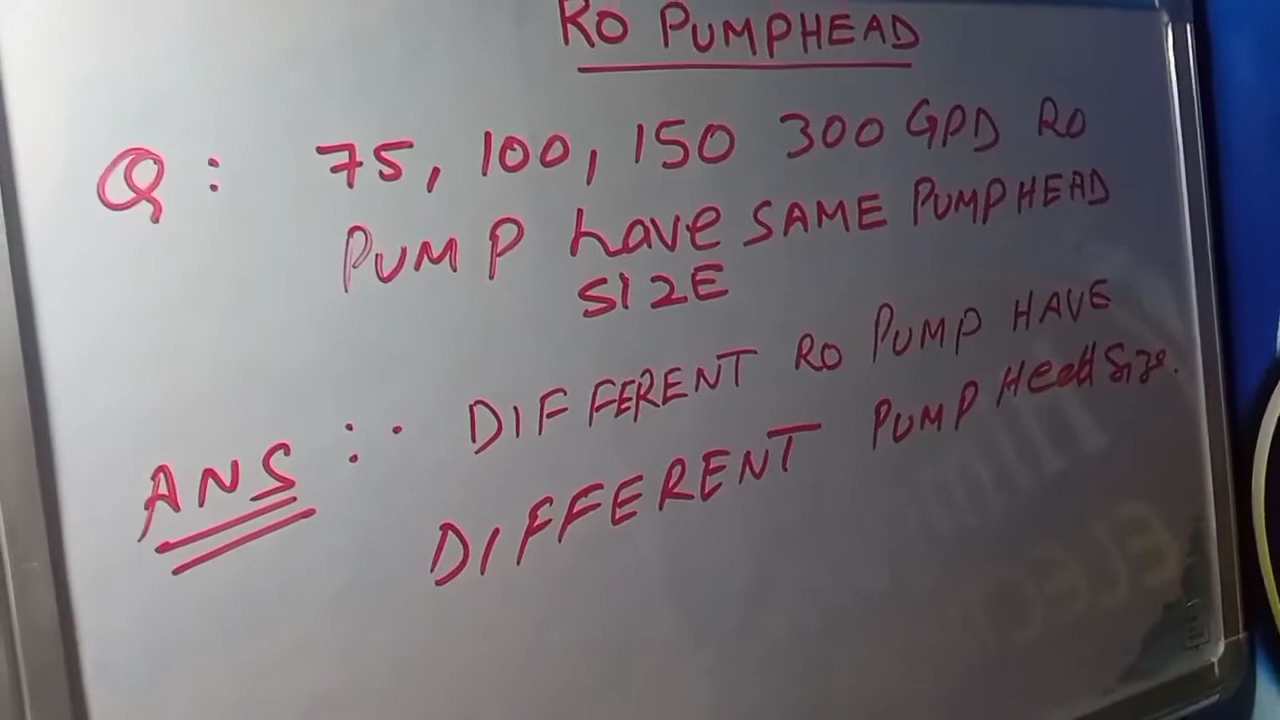 RO PUMPHEAD
Q: 75, 100, 150 300 GPD RO
PUMP have SAME PUMPHEAD
SIZE
ANS :. DIFFERENT RO PUMP HAVE
DIFFERENT PUMP Head Size.